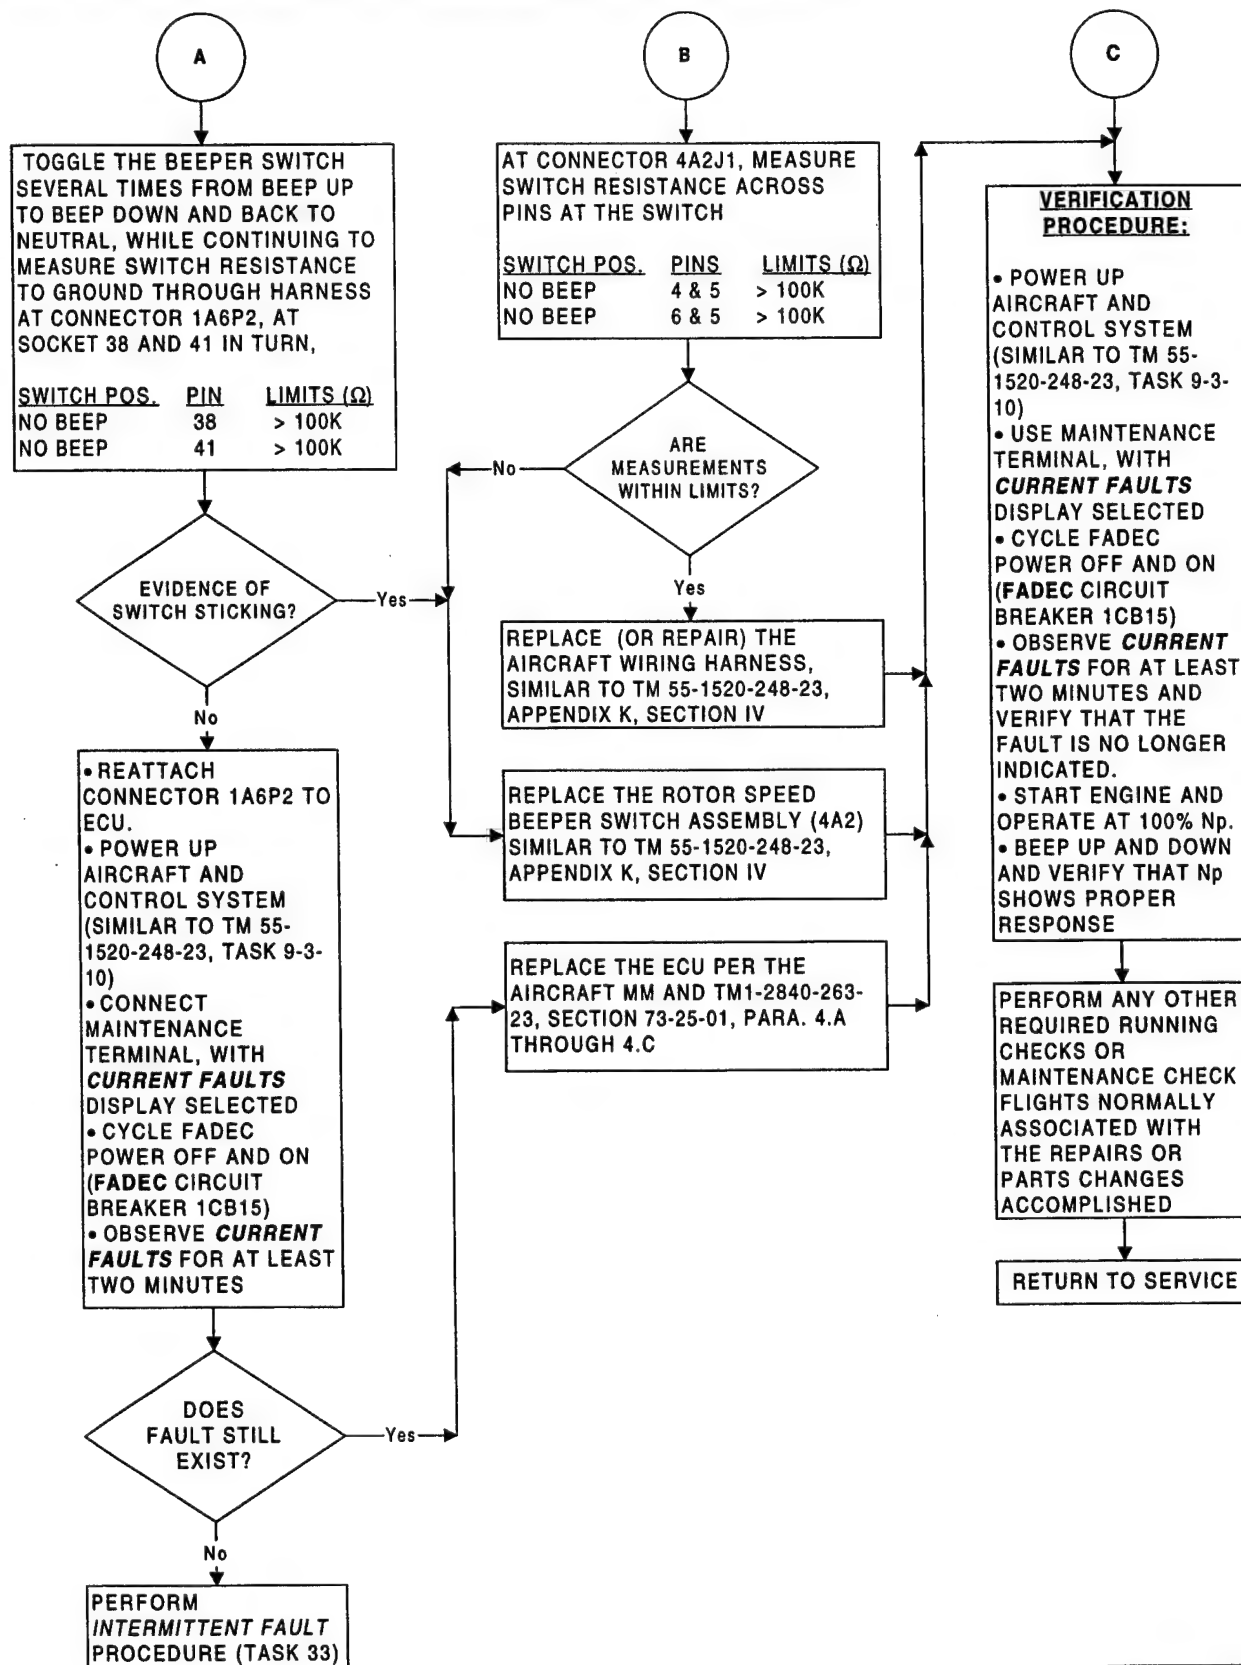 A
TOGGLE THE BEEPER SWITCH
SEVERAL TIMES FROM BEEP UP
TO BEEP DOWN AND BACK TO
NEUTRAL, WHILE CONTINUING TO
MEASURE SWITCH RESISTANCE
TO GROUND THROUGH HARNESS
AT CONNECTOR 1A6P2, AT
SOCKET 38 AND 41 IN TURN,
SWITCH POS. PIN LIMITS (Ω)
NO BEEP 38 > 100K
NO BEEP 41 > 100K
EVIDENCE OF
SWITCH STICKING?
Yes
No
• REATTACH
CONNECTOR 1A6P2 TO
ECU.
• POWER UP
AIRCRAFT AND
CONTROL SYSTEM
(SIMILAR TO TM 55-
1520-248-23, TASK 9-3-
10)
• CONNECT
MAINTENANCE
TERMINAL, WITH
CURRENT FAULTS
DISPLAY SELECTED
• CYCLE FADEC
POWER OFF AND ON
(FADEC CIRCUIT
BREAKER 1CB15)
• OBSERVE CURRENT
FAULTS FOR AT LEAST
TWO MINUTES
DOES
FAULT STILL
EXIST?
Yes
No
PERFORM
INTERMITTENT FAULT
PROCEDURE (TASK 33)
B
AT CONNECTOR 4A2J1, MEASURE
SWITCH RESISTANCE ACROSS
PINS AT THE SWITCH
SWITCH POS. PINS LIMITS (Ω)
NO BEEP 4 & 5 > 100K
NO BEEP 6 & 5 > 100K
ARE
MEASUREMENTS
WITHIN LIMITS?
No
Yes
REPLACE (OR REPAIR) THE
AIRCRAFT WIRING HARNESS,
SIMILAR TO TM 55-1520-248-23,
APPENDIX K, SECTION IV
REPLACE THE ROTOR SPEED
BEEPER SWITCH ASSEMBLY (4A2)
SIMILAR TO TM 55-1520-248-23,
APPENDIX K, SECTION IV
REPLACE THE ECU PER THE
AIRCRAFT MM AND TM1-2840-263-
23, SECTION 73-25-01, PARA. 4.A
THROUGH 4.C
C
VERIFICATION
PROCEDURE:
• POWER UP
AIRCRAFT AND
CONTROL SYSTEM
(SIMILAR TO TM 55-
1520-248-23, TASK 9-3-
10)
• USE MAINTENANCE
TERMINAL, WITH
CURRENT FAULTS
DISPLAY SELECTED
• CYCLE FADEC
POWER OFF AND ON
(FADEC CIRCUIT
BREAKER 1CB15)
• OBSERVE CURRENT
FAULTS FOR AT LEAST
TWO MINUTES AND
VERIFY THAT THE
FAULT IS NO LONGER
INDICATED.
• START ENGINE AND
OPERATE AT 100% Np.
• BEEP UP AND DOWN
AND VERIFY THAT Np
SHOWS PROPER
RESPONSE
PERFORM ANY OTHER
REQUIRED RUNNING
CHECKS OR
MAINTENANCE CHECK
FLIGHTS NORMALLY
ASSOCIATED WITH
THE REPAIRS OR
PARTS CHANGES
ACCOMPLISHED
RETURN TO SERVICE